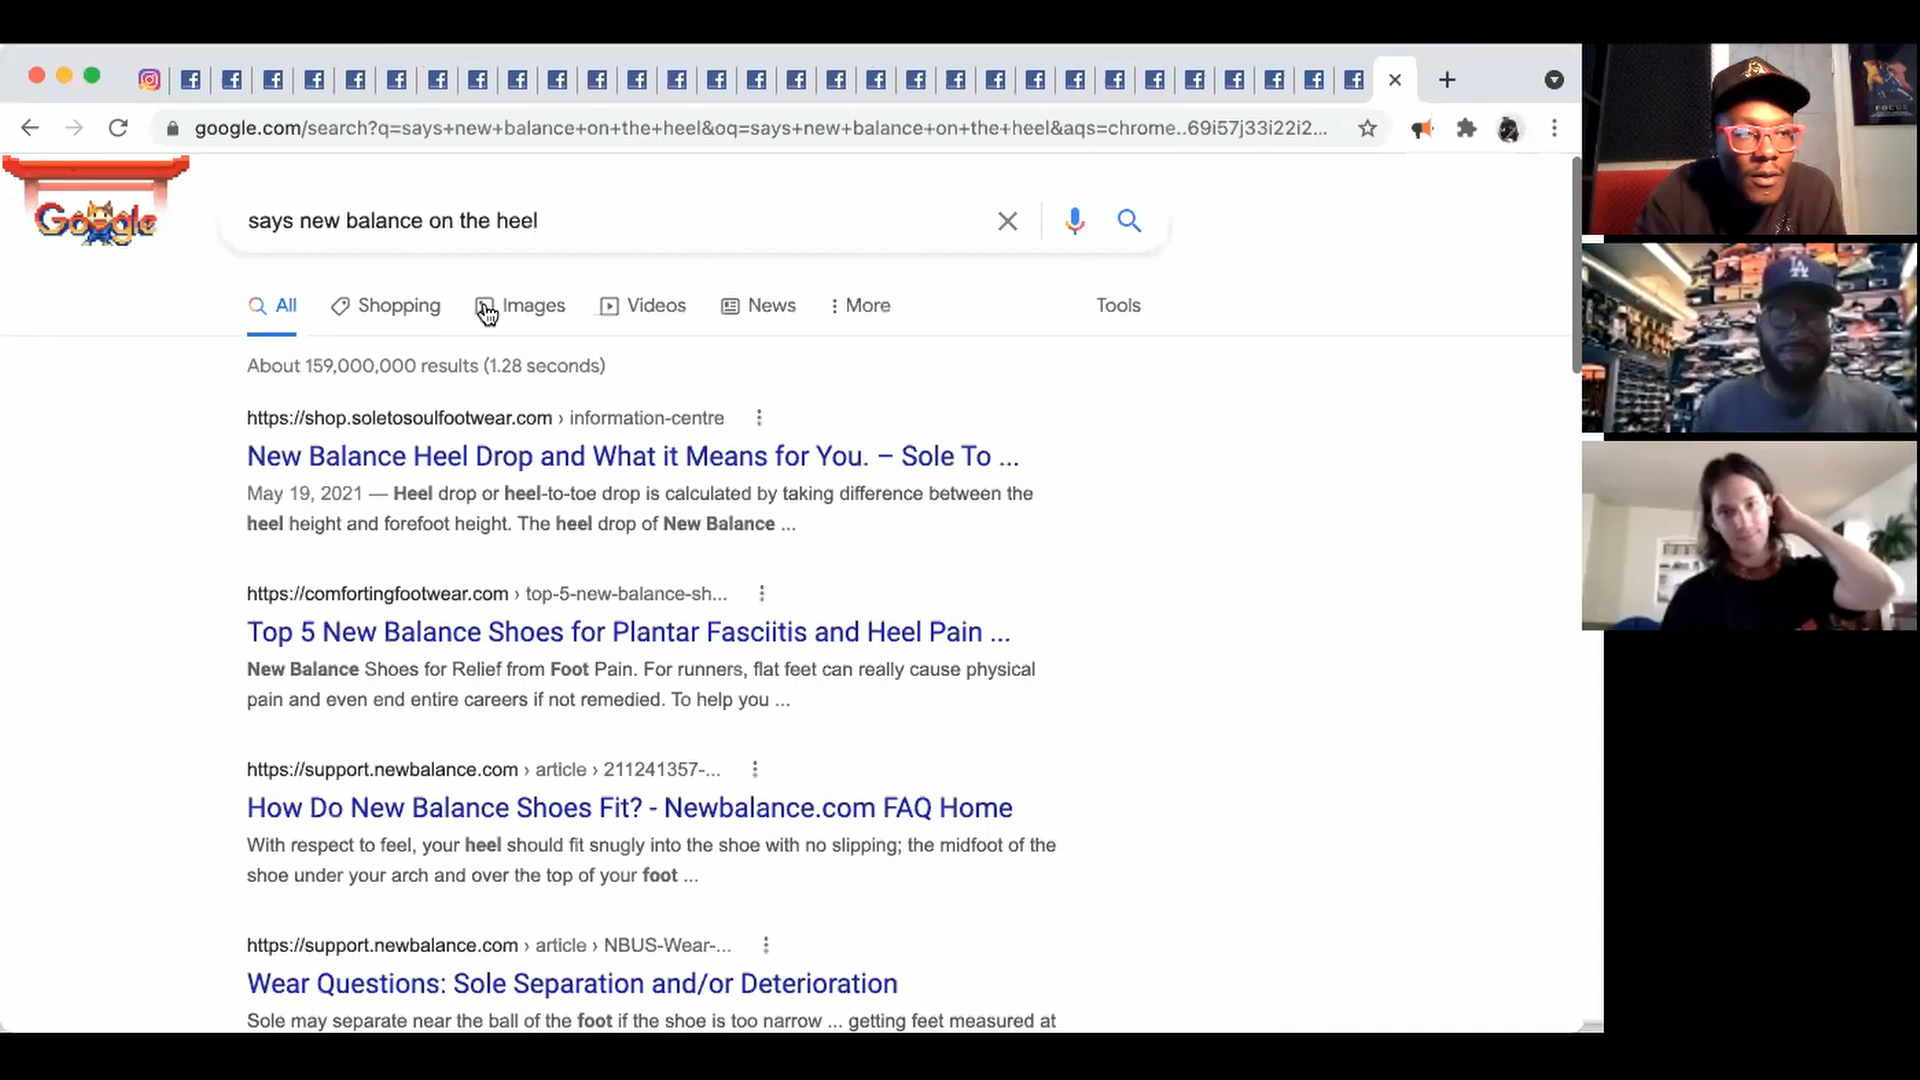 google.com/search?q=says+new+balance+on+the+heel&oq=says+new+balance+on+the+heel&aqs=chrome..69i57j33i22i2...
Google
says new balance on the heel
All Shopping Images Videos News More Tools
About 159,000,000 results (1.28 seconds)
https://shop.soletosoulfootwear.com › information-centre
New Balance Heel Drop and What it Means for You. – Sole To ...
May 19, 2021 — Heel drop or heel-to-toe drop is calculated by taking difference between the
heel height and forefoot height. The heel drop of New Balance ...
https://comfortingfootwear.com › top-5-new-balance-sh...
Top 5 New Balance Shoes for Plantar Fasciitis and Heel Pain ...
New Balance Shoes for Relief from Foot Pain. For runners, flat feet can really cause physical
pain and even end entire careers if not remedied. To help you ...
https://support.newbalance.com › article › 211241357-...
How Do New Balance Shoes Fit? - Newbalance.com FAQ Home
With respect to feel, your heel should fit snugly into the shoe with no slipping; the midfoot of the
shoe under your arch and over the top of your foot ...
https://support.newbalance.com › article › NBUS-Wear-...
Wear Questions: Sole Separation and/or Deterioration
Sole may separate near the ball of the foot if the shoe is too narrow ... getting feet measured at
FOCUS
LA